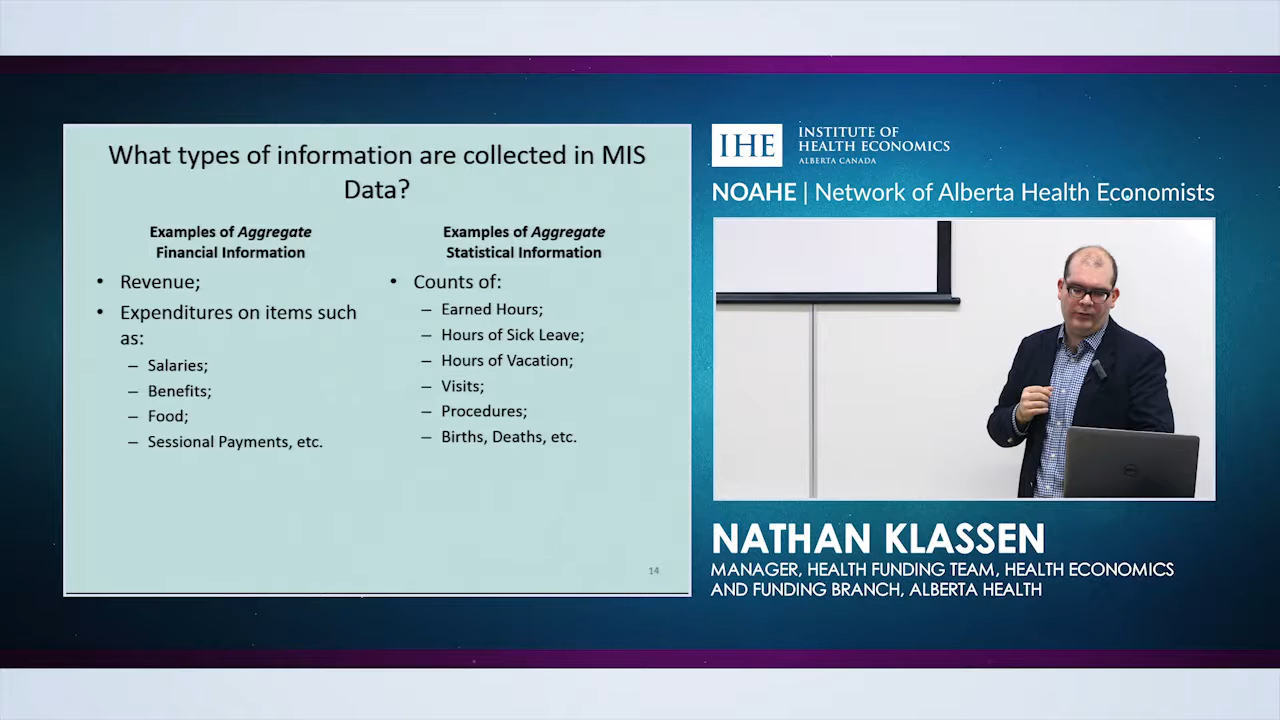 What types of information are collected in MIS
Data?
Examples of Aggregate
Financial Information
• Revenue;
• Expenditures on items such
as:
– Salaries;
– Benefits;
– Food;
– Sessional Payments, etc.
Examples of Aggregate
Statistical Information
• Counts of:
– Earned Hours;
– Hours of Sick Leave;
– Hours of Vacation;
– Visits;
– Procedures;
– Births, Deaths, etc.
14
IHE
INSTITUTE OF
HEALTH ECONOMICS
ALBERTA CANADA
NOAHE | Network of Alberta Health Economists
DELL
NATHAN KLASSEN
MANAGER, HEALTH FUNDING TEAM, HEALTH ECONOMICS
AND FUNDING BRANCH, ALBERTA HEALTH